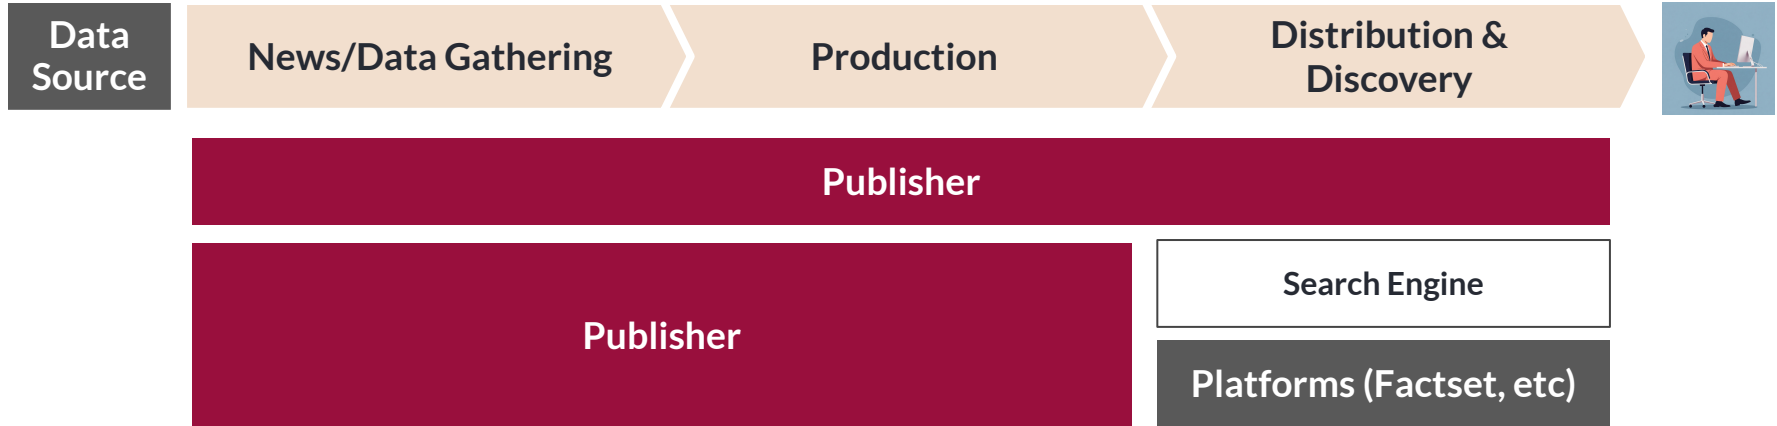 Data
Source
News/Data Gathering
Production
Distribution &
Discovery
Publisher
Publisher
Search Engine
Platforms (Factset, etc)